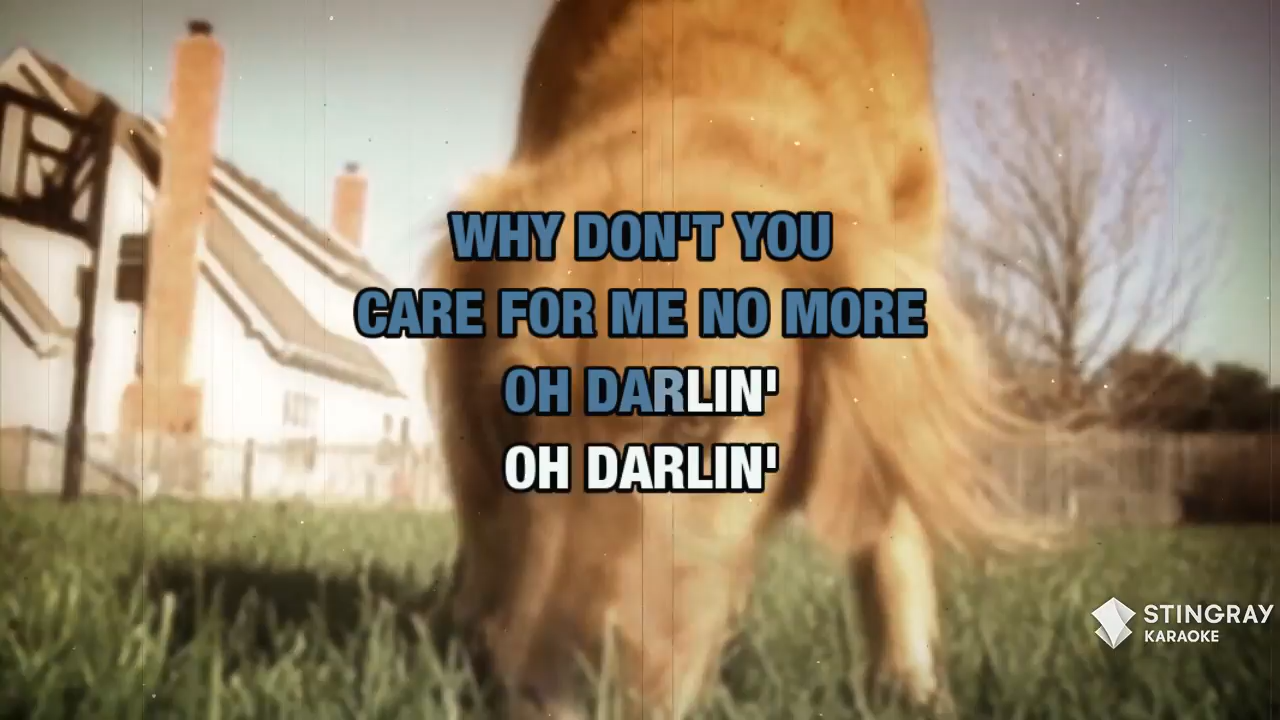 WHY DON'T YOU
CARE FOR ME NO MORE
OH DARLIN'
OH DARLIN'
STINGRAY
KARAOKE